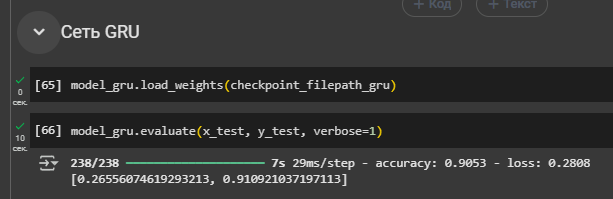 + Код
+ Текст
Сеть GRU
[65] model_gru.load_weights(checkpoint_filepath_gru)
0
сек.
[66] model_gru.evaluate(x_test, y_test, verbose=1)
10
сек.
238/238 ━━━━━━━━━━━━━━━━━━━━ 7s 29ms/step - accuracy: 0.9053 - loss: 0.2808
[0.26556074619293213, 0.910921037197113]